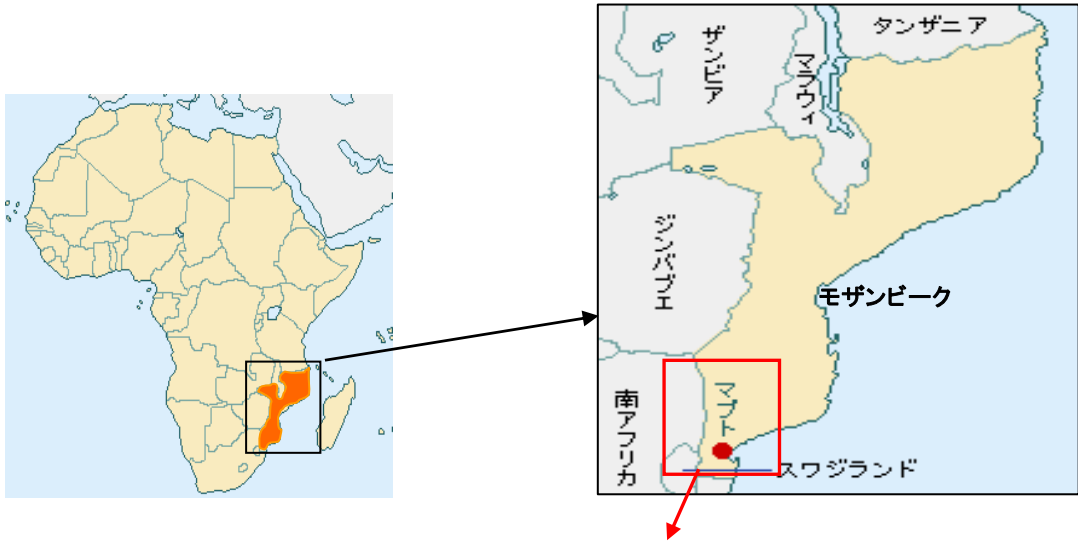 タンザニア
ザンビア
マラウィ
ジンバブエ
モザンビーク
南アフリカ
マプト
スワジランド